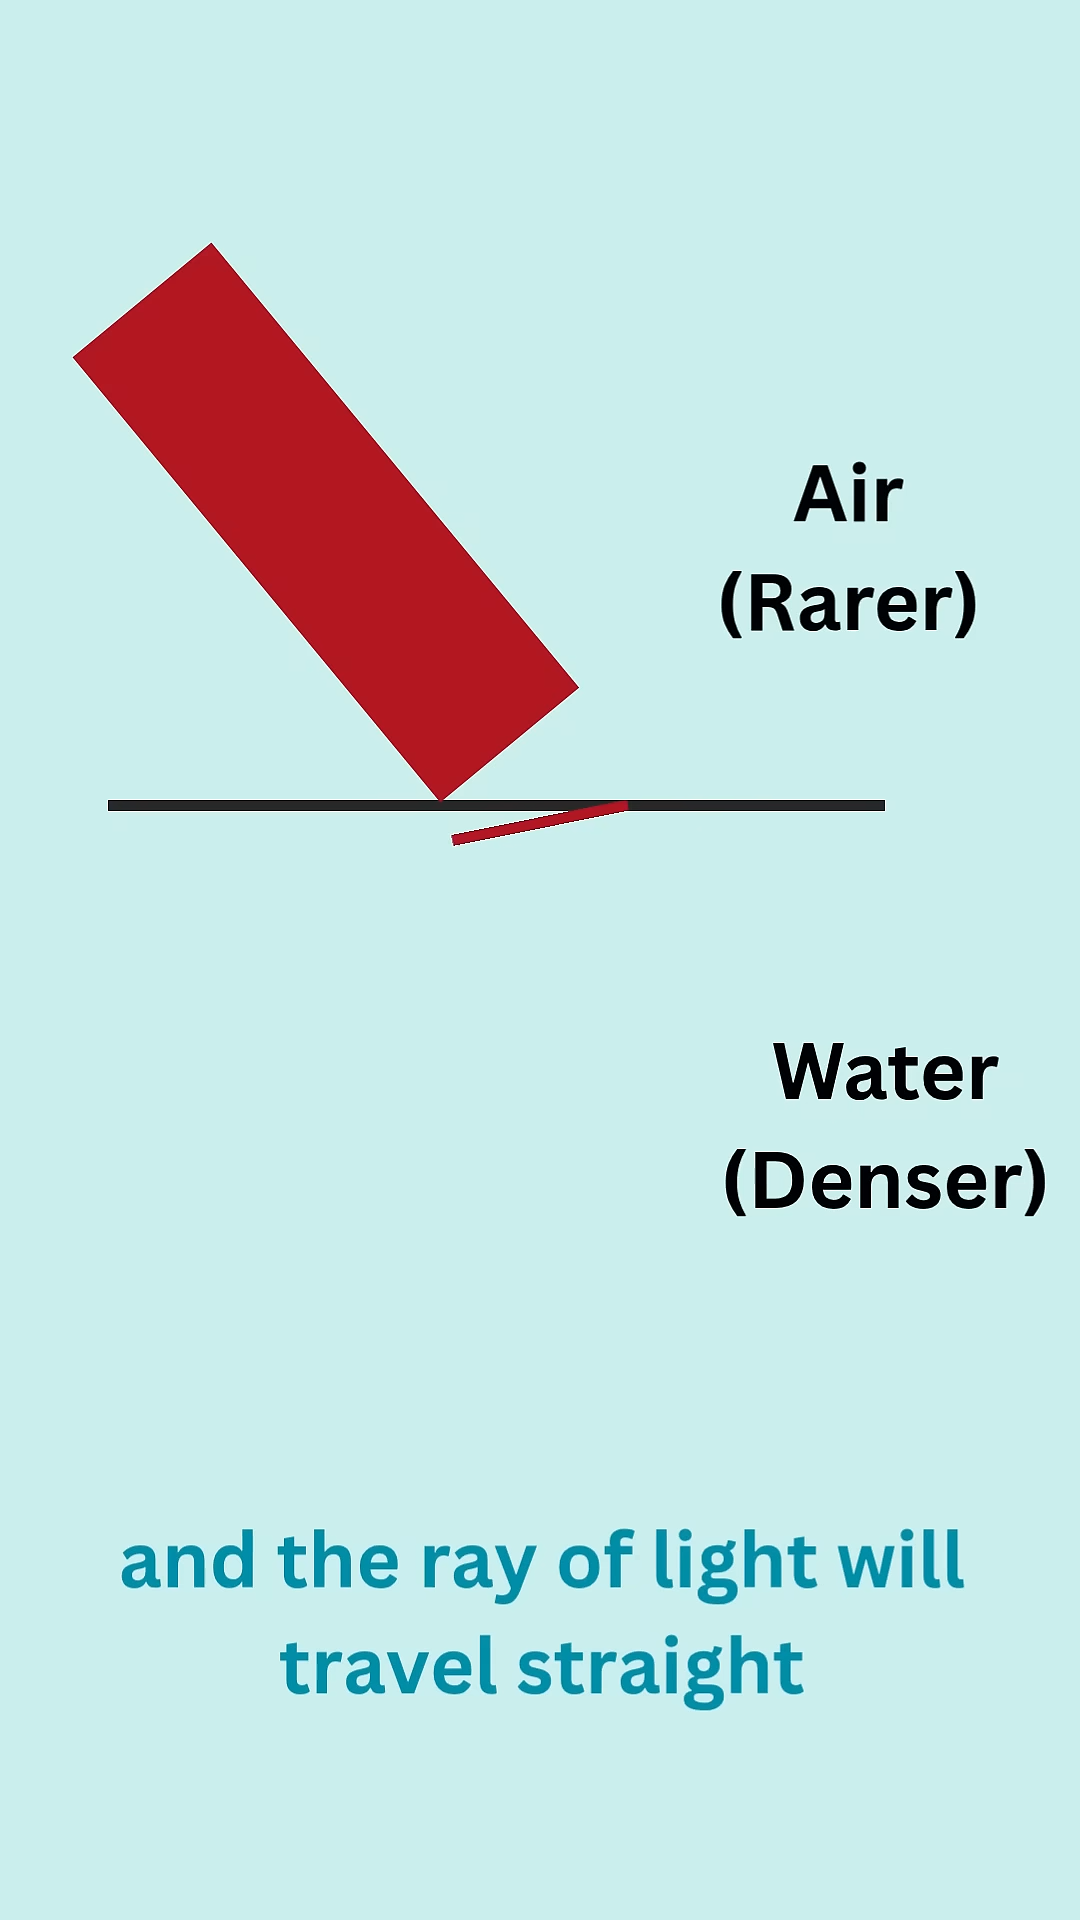 Air
(Rarer)
Water
(Denser)
and the ray of light will
travel straight